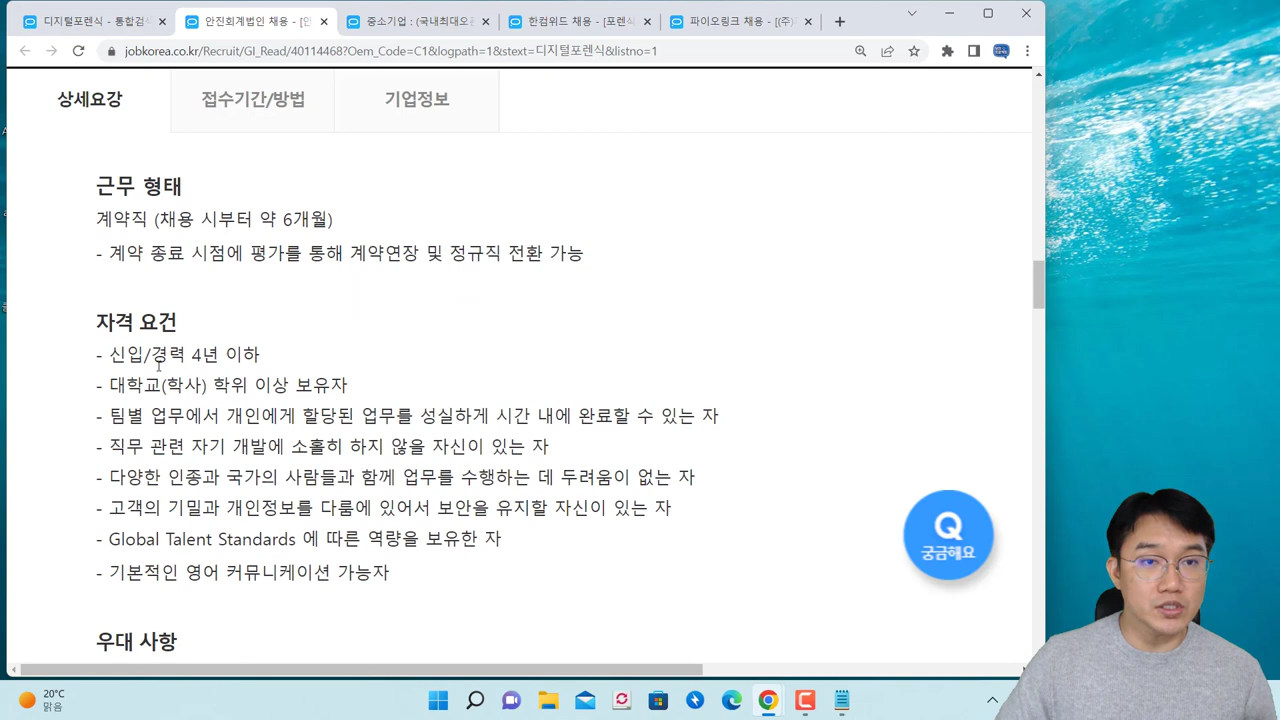 디지털포렌식 - 통합검색
안진회계법인 채용 - [안
중소기업 : (국내최대오픈
한컴위드 채용 - [포렌식
파이오링크 채용 - [(주)
jobkorea.co.kr/Recruit/GI_Read/40114468?Oem_Code=C1&logpath=1&stext=디지털포렌식&listno=1
상세요강
접수기간/방법
기업정보
근무 형태
계약직 (채용 시부터 약 6개월)
- 계약 종료 시점에 평가를 통해 계약연장 및 정규직 전환 가능
자격 요건
- 신입/경력 4년 이하
- 대학교(학사) 학위 이상 보유자
- 팀별 업무에서 개인에게 할당된 업무를 성실하게 시간 내에 완료할 수 있는 자
- 직무 관련 자기 개발에 소홀히 하지 않을 자신이 있는 자
- 다양한 인종과 국가의 사람들과 함께 업무를 수행하는 데 두려움이 없는 자
- 고객의 기밀과 개인정보를 다룸에 있어서 보안을 유지할 자신이 있는 자
- Global Talent Standards 에 따른 역량을 보유한 자
- 기본적인 영어 커뮤니케이션 가능자
Q
궁금해요
우대 사항
20°C
맑음